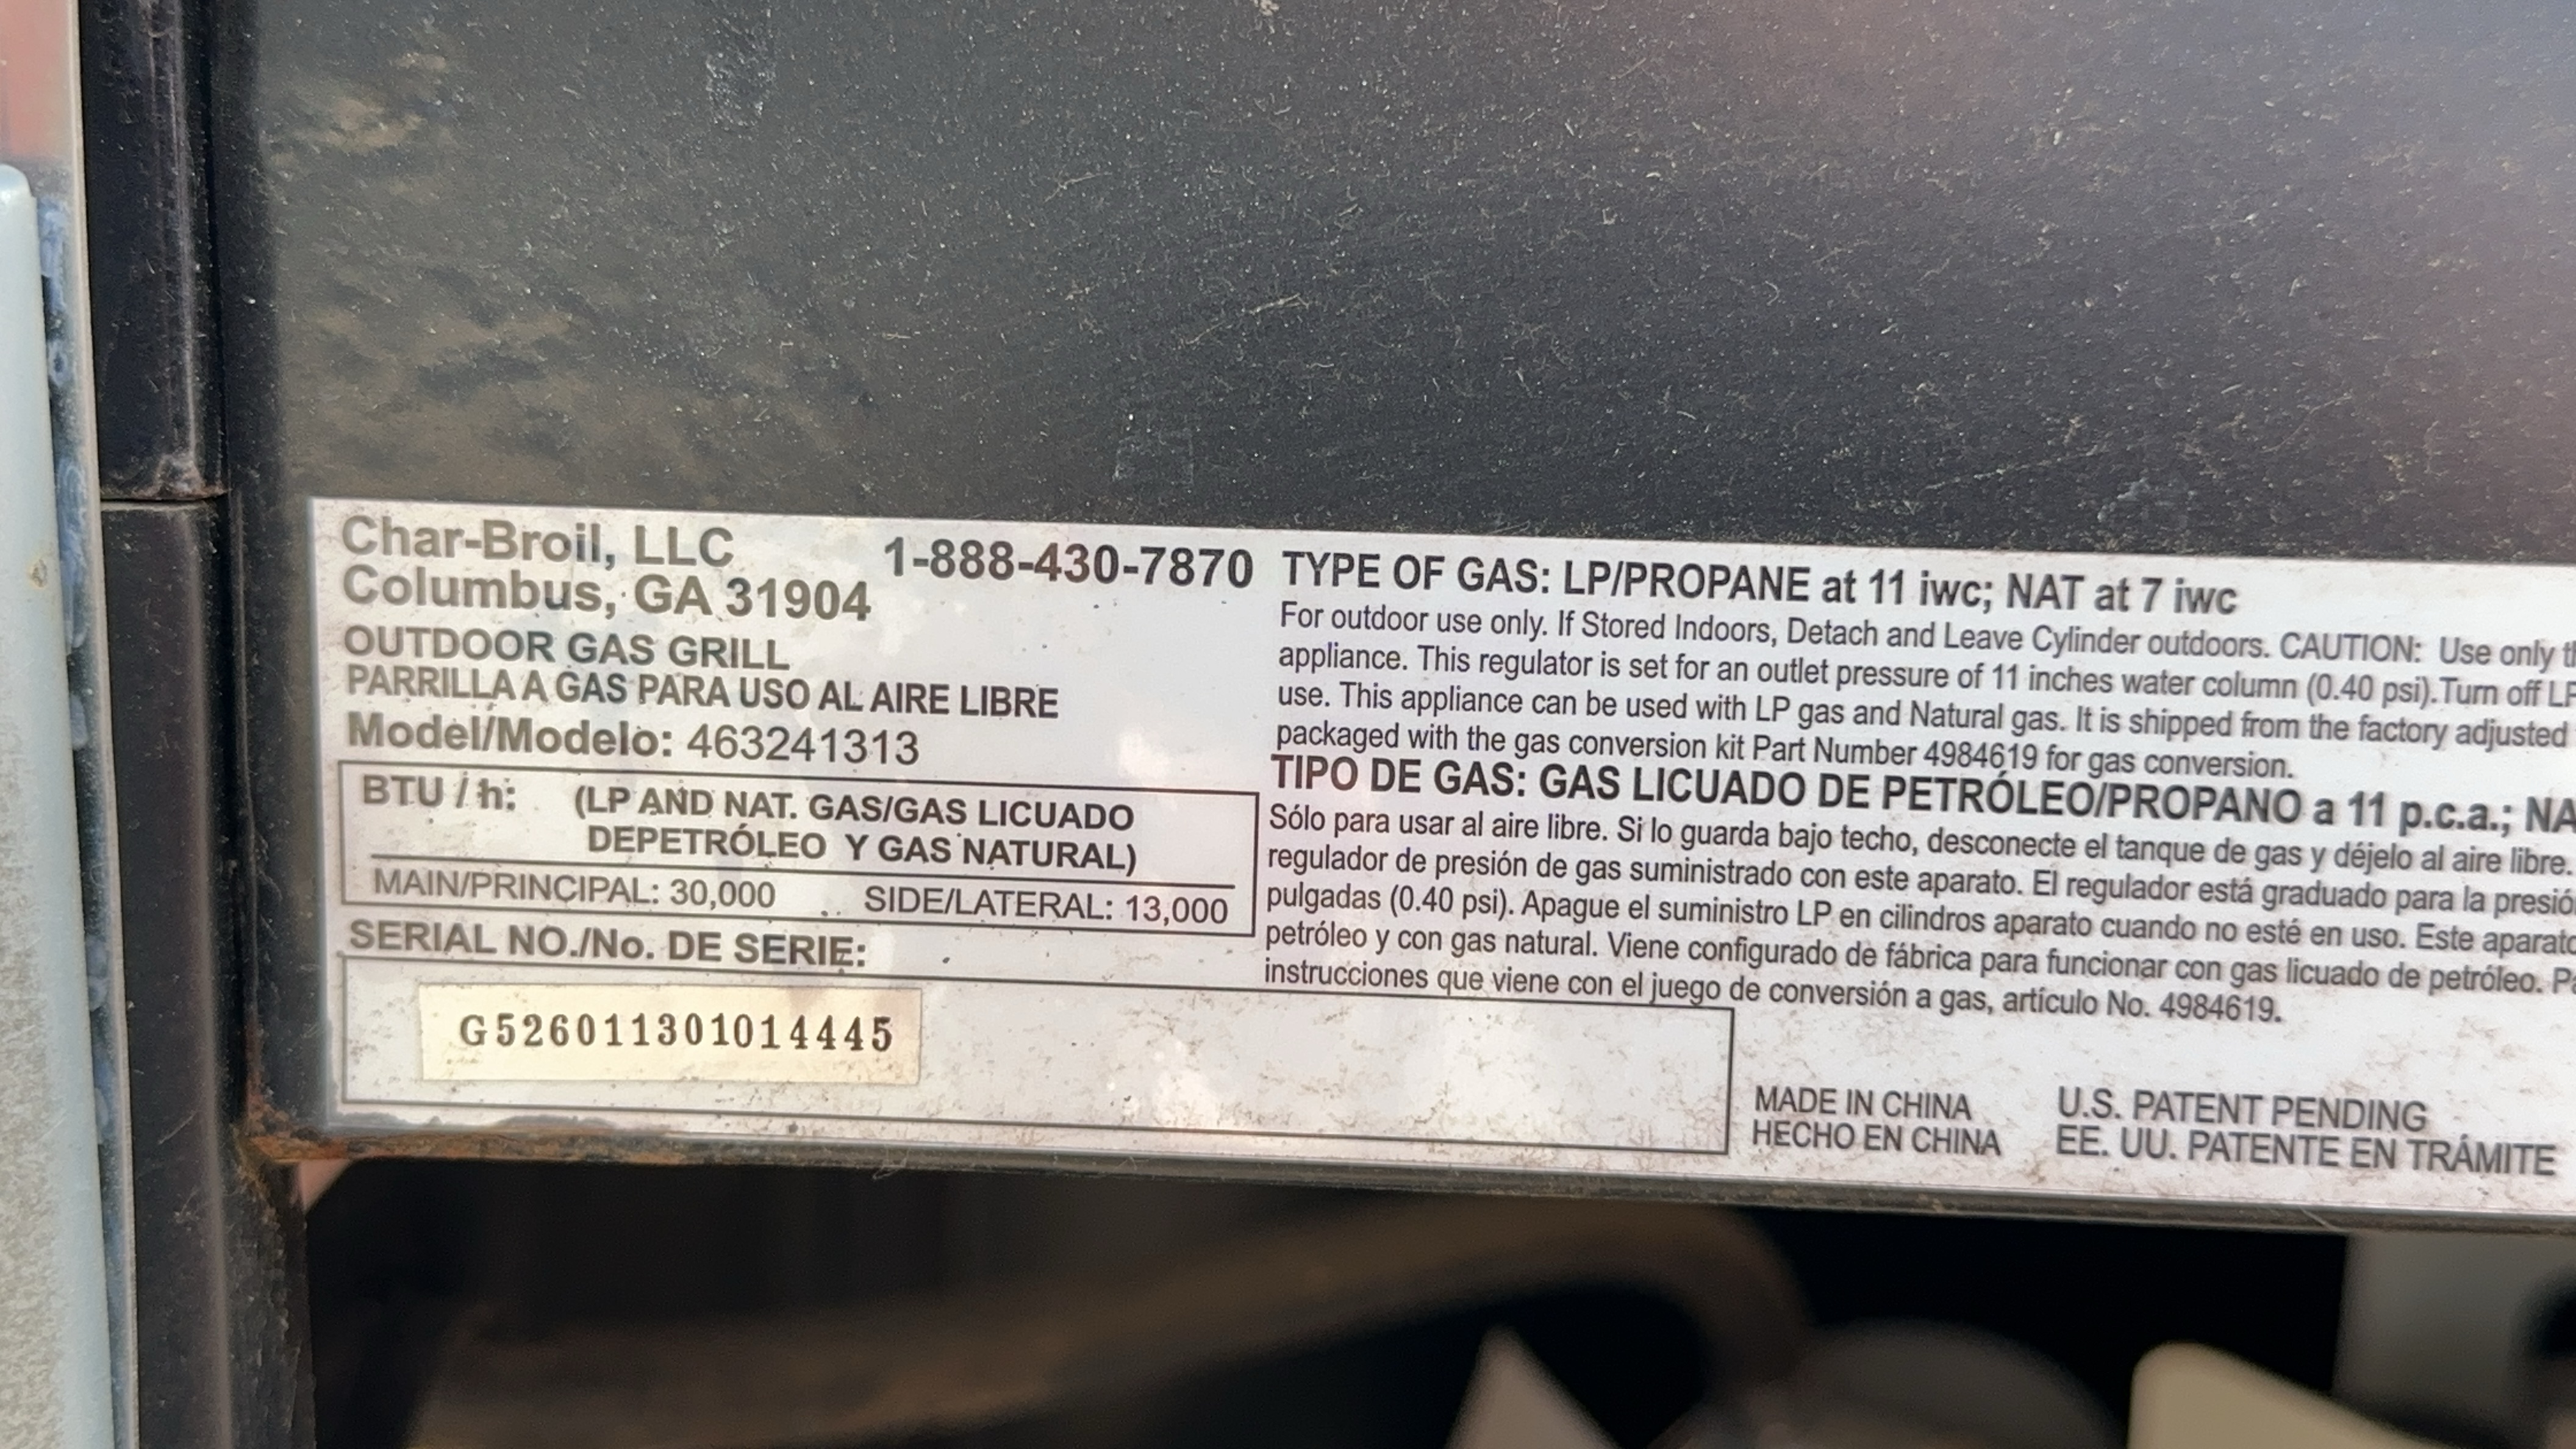 Char-Broil, LLC
Columbus, GA 31904
1-888-430-7870
OUTDOOR GAS GRILL
PARRILLA A GAS PARA USO AL AIRE LIBRE
Model/Modelo: 463241313
BTU / h: (LP AND NAT. GAS/GAS LICUADO
DEPETRÓLEO Y GAS NATURAL)
MAIN/PRINCIPAL: 30,000 SIDE/LATERAL: 13,000
SERIAL NO./No. DE SERIE:
G526011301014445
TYPE OF GAS: LP/PROPANE at 11 iwc; NAT at 7 iwc
For outdoor use only. If Stored Indoors, Detach and Leave Cylinder outdoors. CAUTION: Use only
appliance. This regulator is set for an outlet pressure of 11 inches water column (0.40 psi).Turn off
use. This appliance can be used with LP gas and Natural gas. It is shipped from the factory adjusted
packaged with the gas conversion kit Part Number 4984619 for gas conversion.
TIPO DE GAS: GAS LICUADO DE PETRÓLEO/PROPANO a 11 p.c.a.;
Sólo para usar al aire libre. Si lo guarda bajo techo, desconecte el tanque de gas y déjelo al aire libre.
regulador de presión de gas suministrado con este aparato. El regulador está graduado para la
pulgadas (0.40 psi). Apague el suministro LP en cilindros aparato cuando no esté en uso. Este
petróleo y con gas natural. Viene configurado de fábrica para funcionar con gas licuado de petróleo.
instrucciones que viene con el juego de conversión a gas, artículo No. 4984619.
MADE IN CHINA
HECHO EN CHINA
U.S. PATENT PENDING
EE. UU. PATENTE EN TRÁMITE